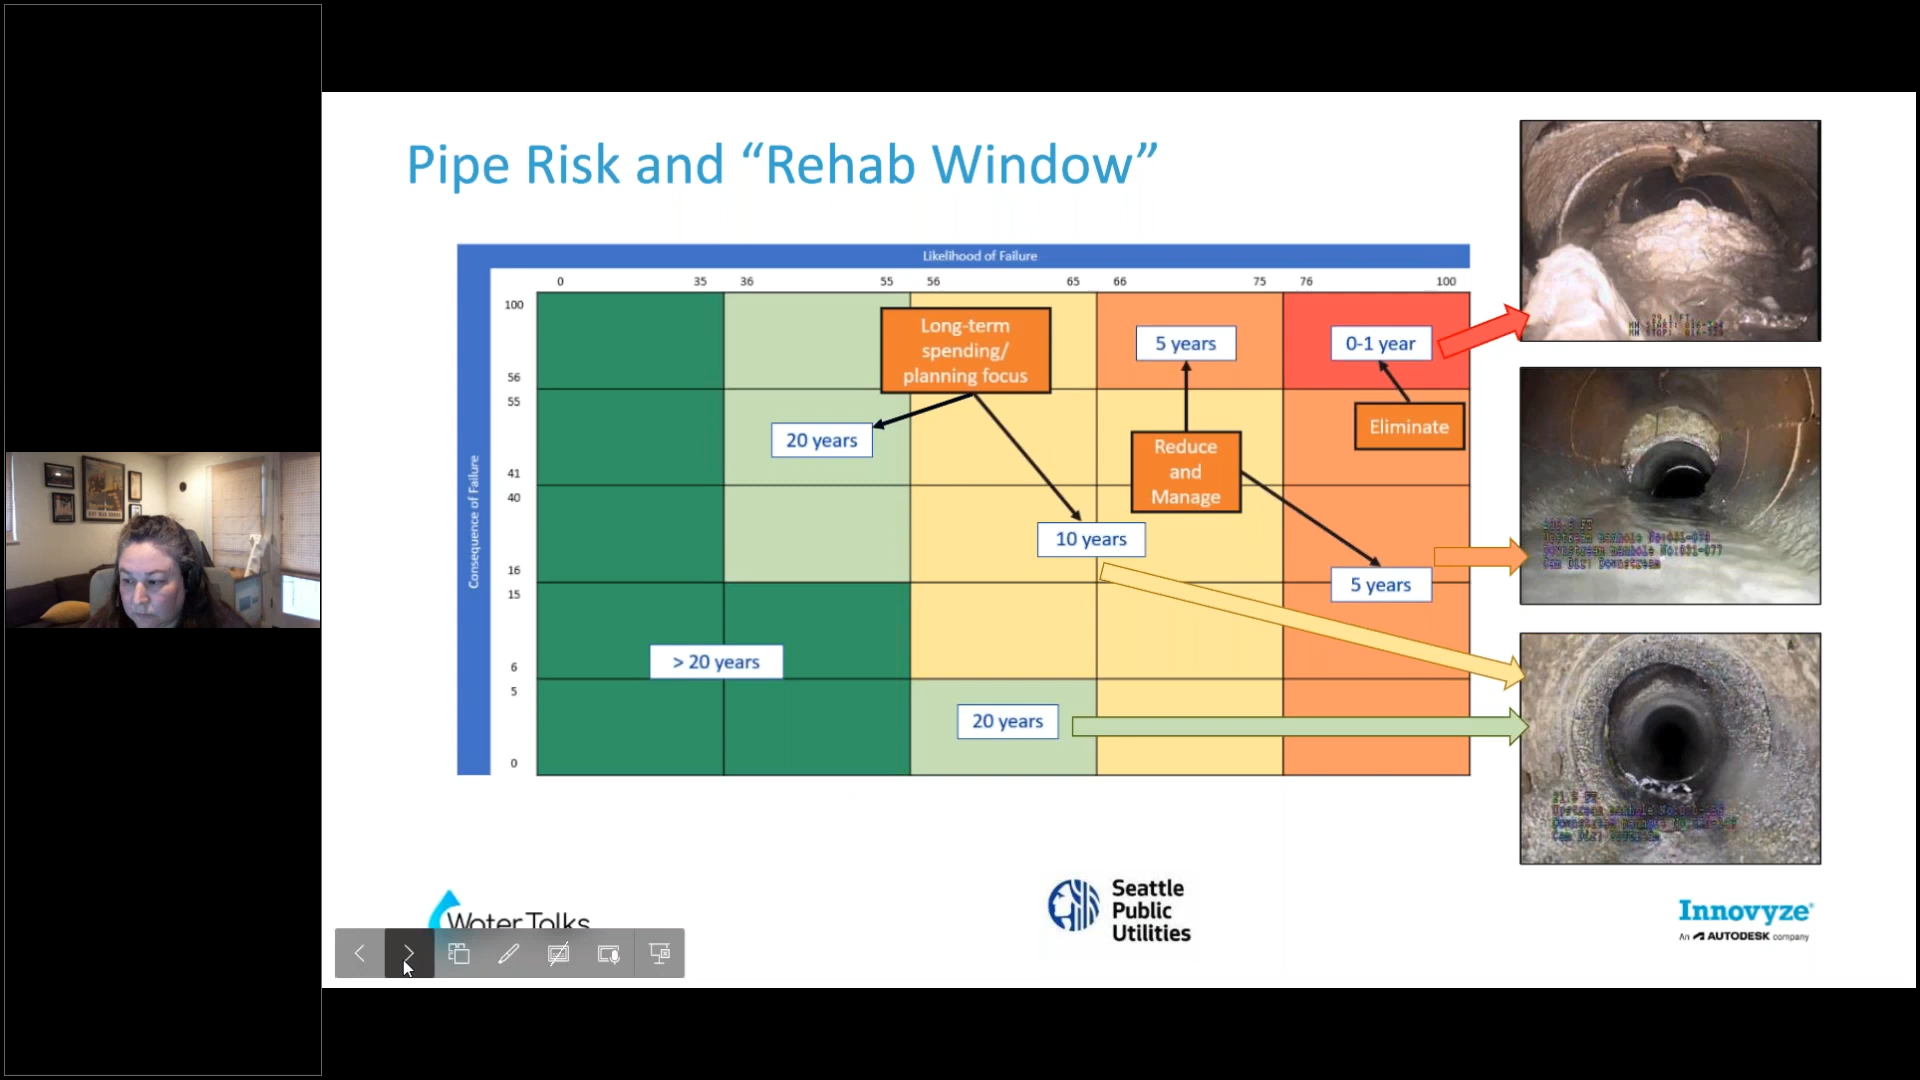 Pipe Risk and “Rehab Window”
Likelihood of Failure
0 35 36 55 56 65 66 75 76 100
Consequence of Failure
100
56
55
41
40
16
15
6
5
0
Long-term
spending/
planning focus
5 years
0-1 year
20 years
Eliminate
Reduce
and
Manage
10 years
5 years
> 20 years
20 years
Water Talks
Seattle
Public
Utilities
Innovyze
An AUTODESK company